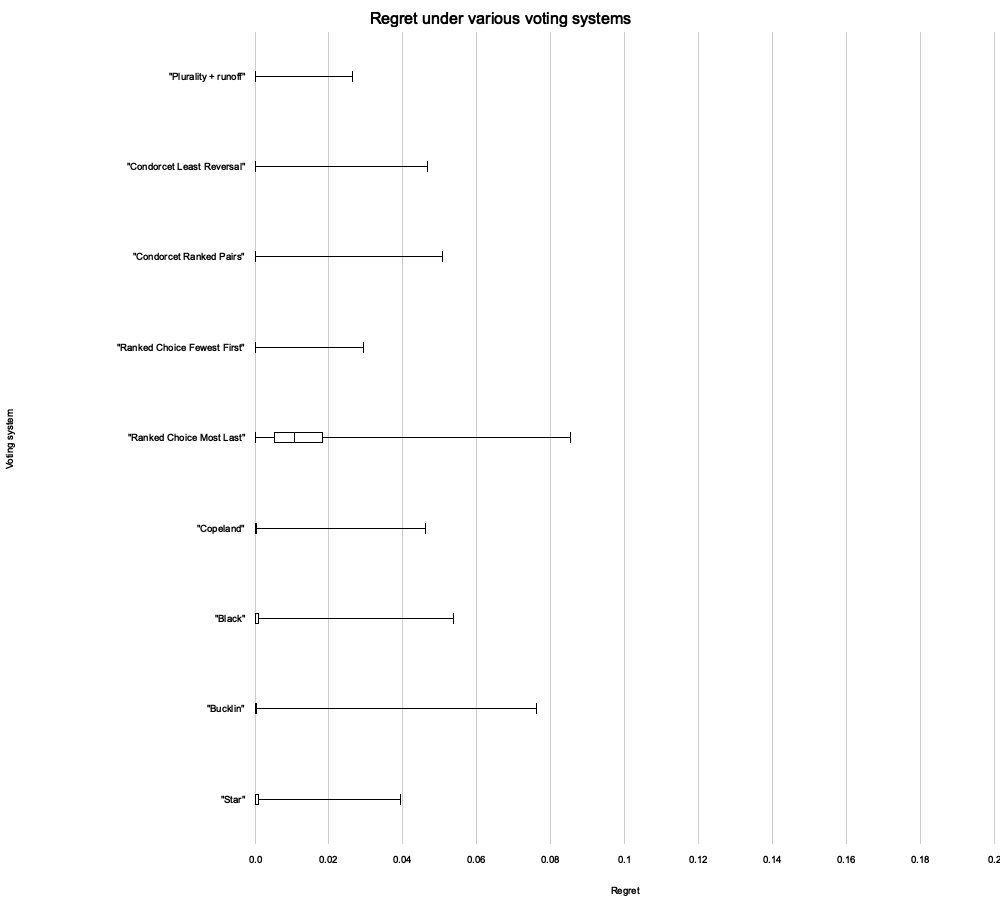 Regret under various voting systems
"Plurality + runoff"
"Condorcet Least Reversal"
"Condorcet Ranked Pairs"
"Ranked Choice Fewest First"
"Ranked Choice Most Last"
Voting system
"Copeland"
"Black"
"Bucklin"
"Star"
0.0 0.02 0.04 0.06 0.08 0.1 0.12 0.14 0.16 0.18 0.2
Regret